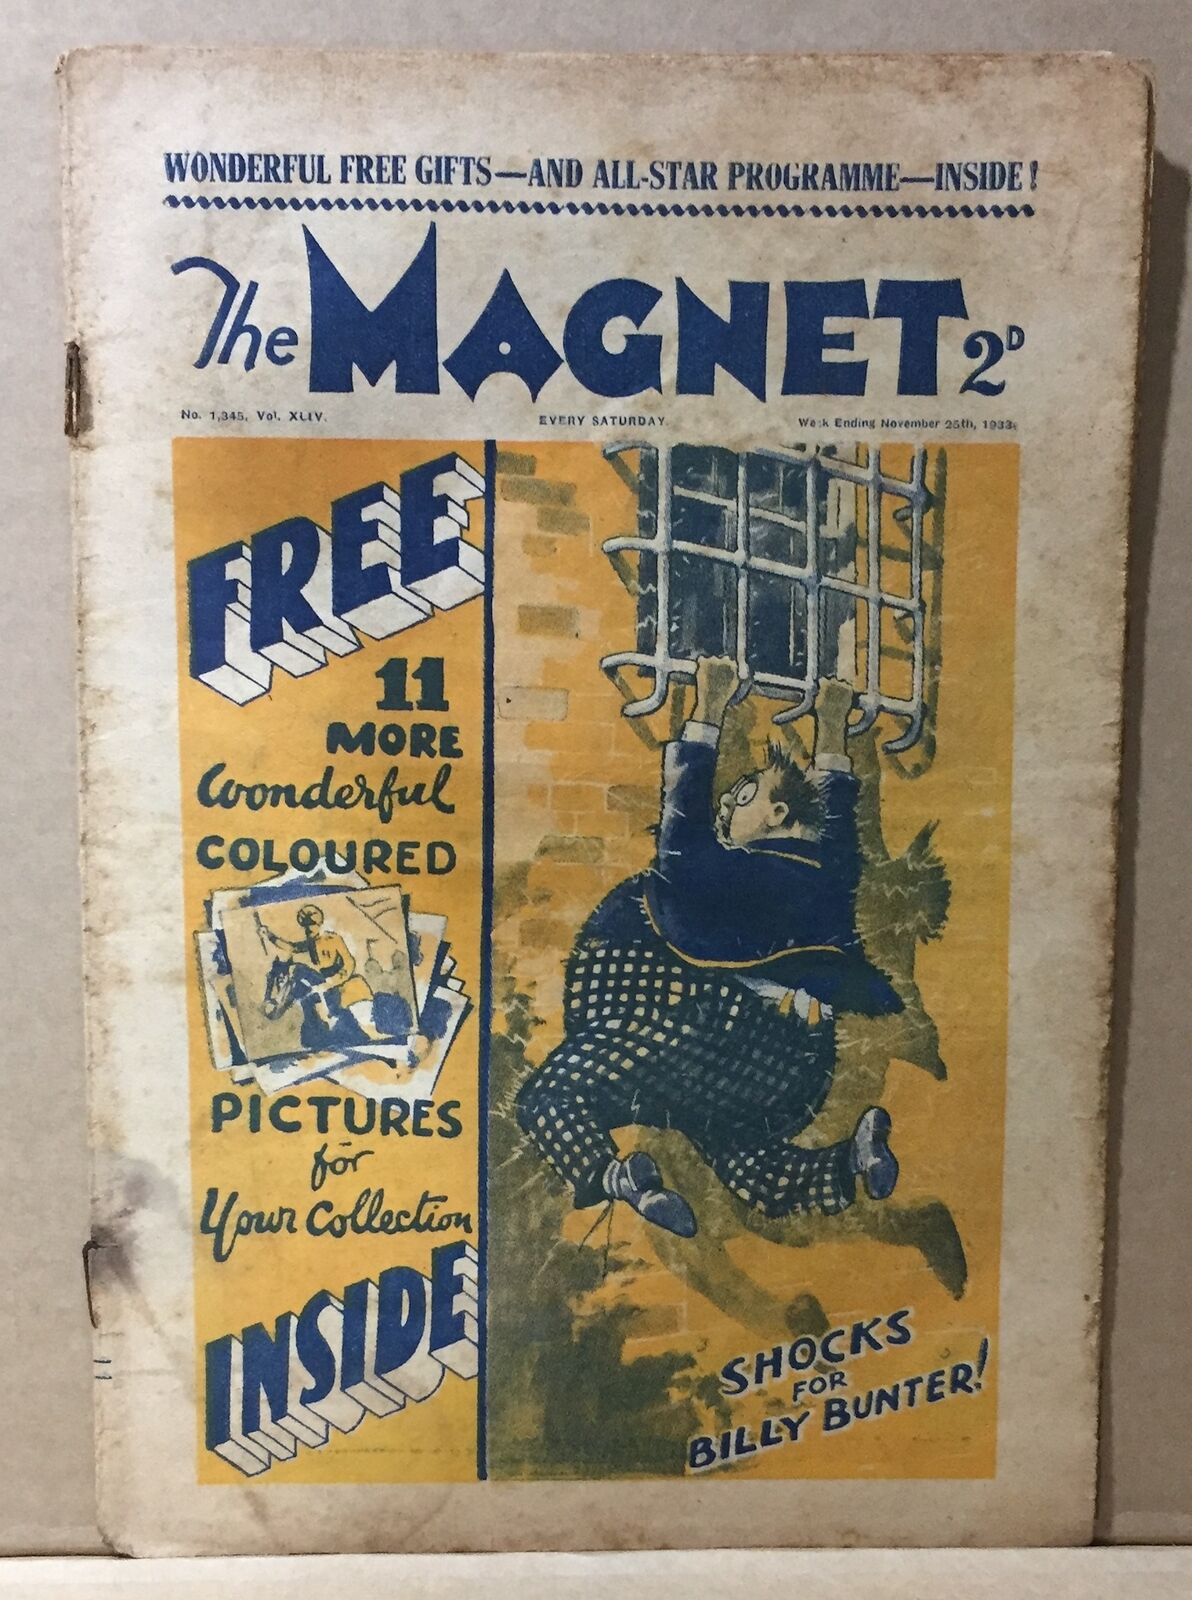 WONDERFUL FREE GIFTS—AND ALL-STAR PROGRAMME—INSIDE!
The MAGNET 2D
No. 1,345, Vol. XLIV. EVERY SATURDAY. Week Ending November 25th, 1933.
FREE
11
MORE
Wonderful
COLOURED
PICTURES
for
Your Collection
INSIDE
SHOCKS
FOR
BILLY BUNTER!